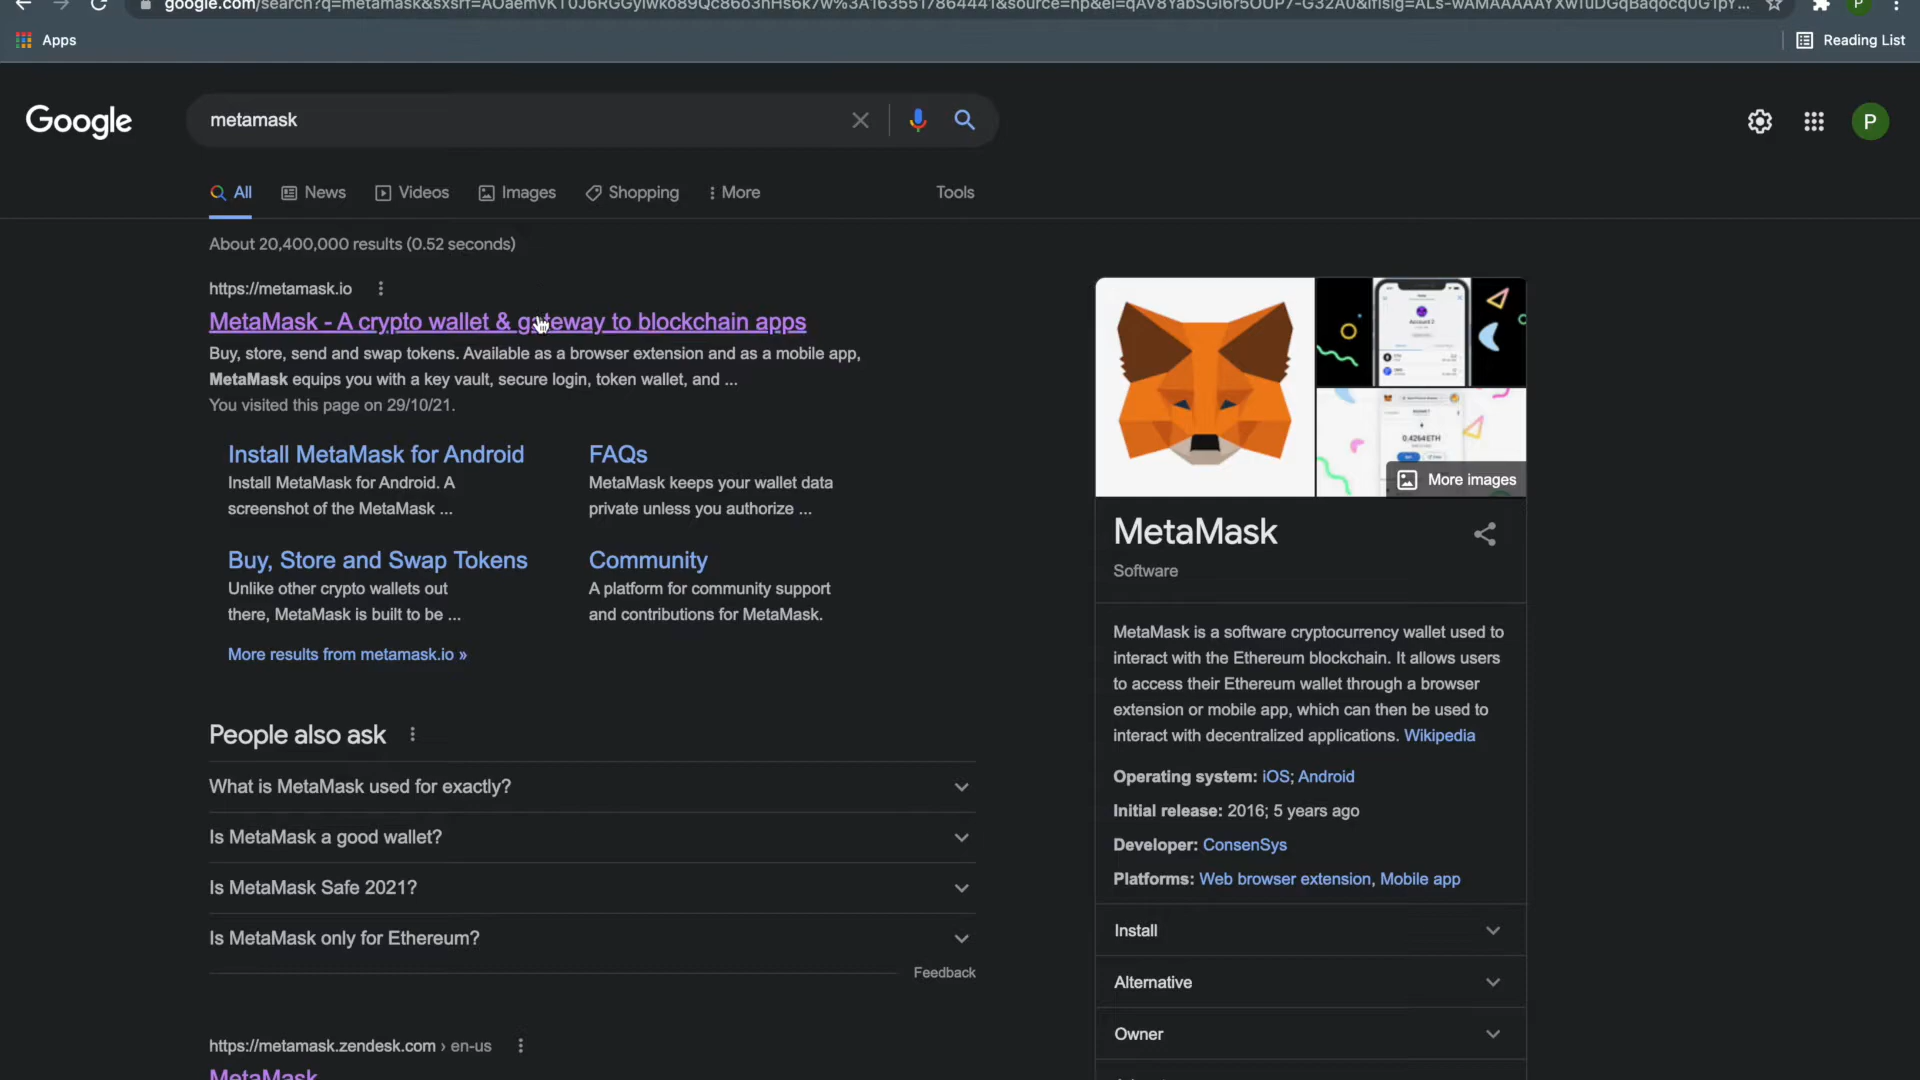 google.com/search?q=metamask&sxsrf=
P
Apps
Reading List
Google
metamask
P
All
News
Videos
Images
Shopping
More
Tools
About 20,400,000 results (0.52 seconds)
https://metamask.io
MetaMask - A crypto wallet & gateway to blockchain apps
Buy, store, send and swap tokens. Available as a browser extension and as a mobile app,
MetaMask equips you with a key vault, secure login, token wallet, and ...
You visited this page on 29/10/21.
Install MetaMask for Android
Install MetaMask for Android. A
screenshot of the MetaMask ...
FAQs
MetaMask keeps your wallet data
private unless you authorize ...
Buy, Store and Swap Tokens
Unlike other crypto wallets out
there, MetaMask is built to be ...
Community
A platform for community support
and contributions for MetaMask.
More results from metamask.io »
People also ask
What is MetaMask used for exactly?
Is MetaMask a good wallet?
Is MetaMask Safe 2021?
Is MetaMask only for Ethereum?
Feedback
https://metamask.zendesk.com › en-us
MetaMask
Account 2
0.4264 ETH
More images
MetaMask
Software
MetaMask is a software cryptocurrency wallet used to
interact with the Ethereum blockchain. It allows users
to access their Ethereum wallet through a browser
extension or mobile app, which can then be used to
interact with decentralized applications. Wikipedia
Operating system: iOS; Android
Initial release: 2016; 5 years ago
Developer: ConsenSys
Platforms: Web browser extension, Mobile app
Install
Alternative
Owner